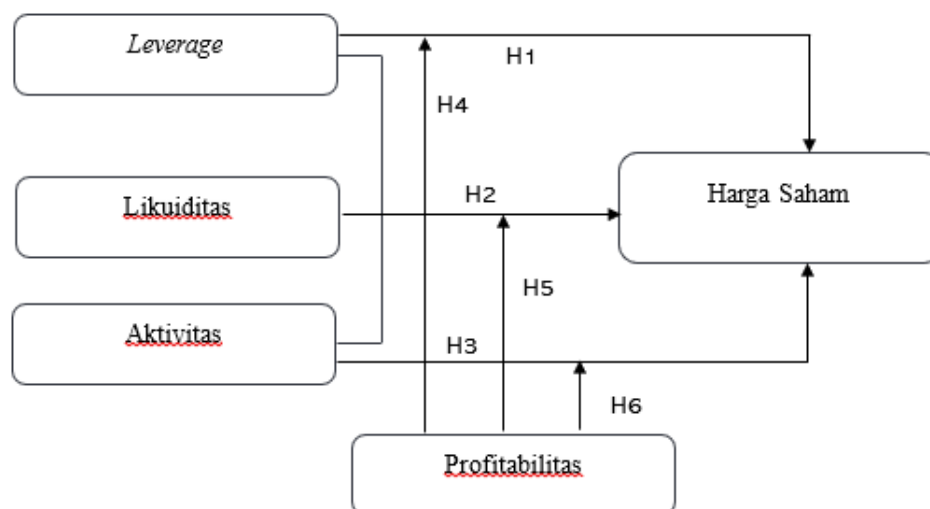 Leverage
H1
H4
Likuiditas
H2
Harga Saham
H5
Aktivitas
H3
H6
Profitabilitas